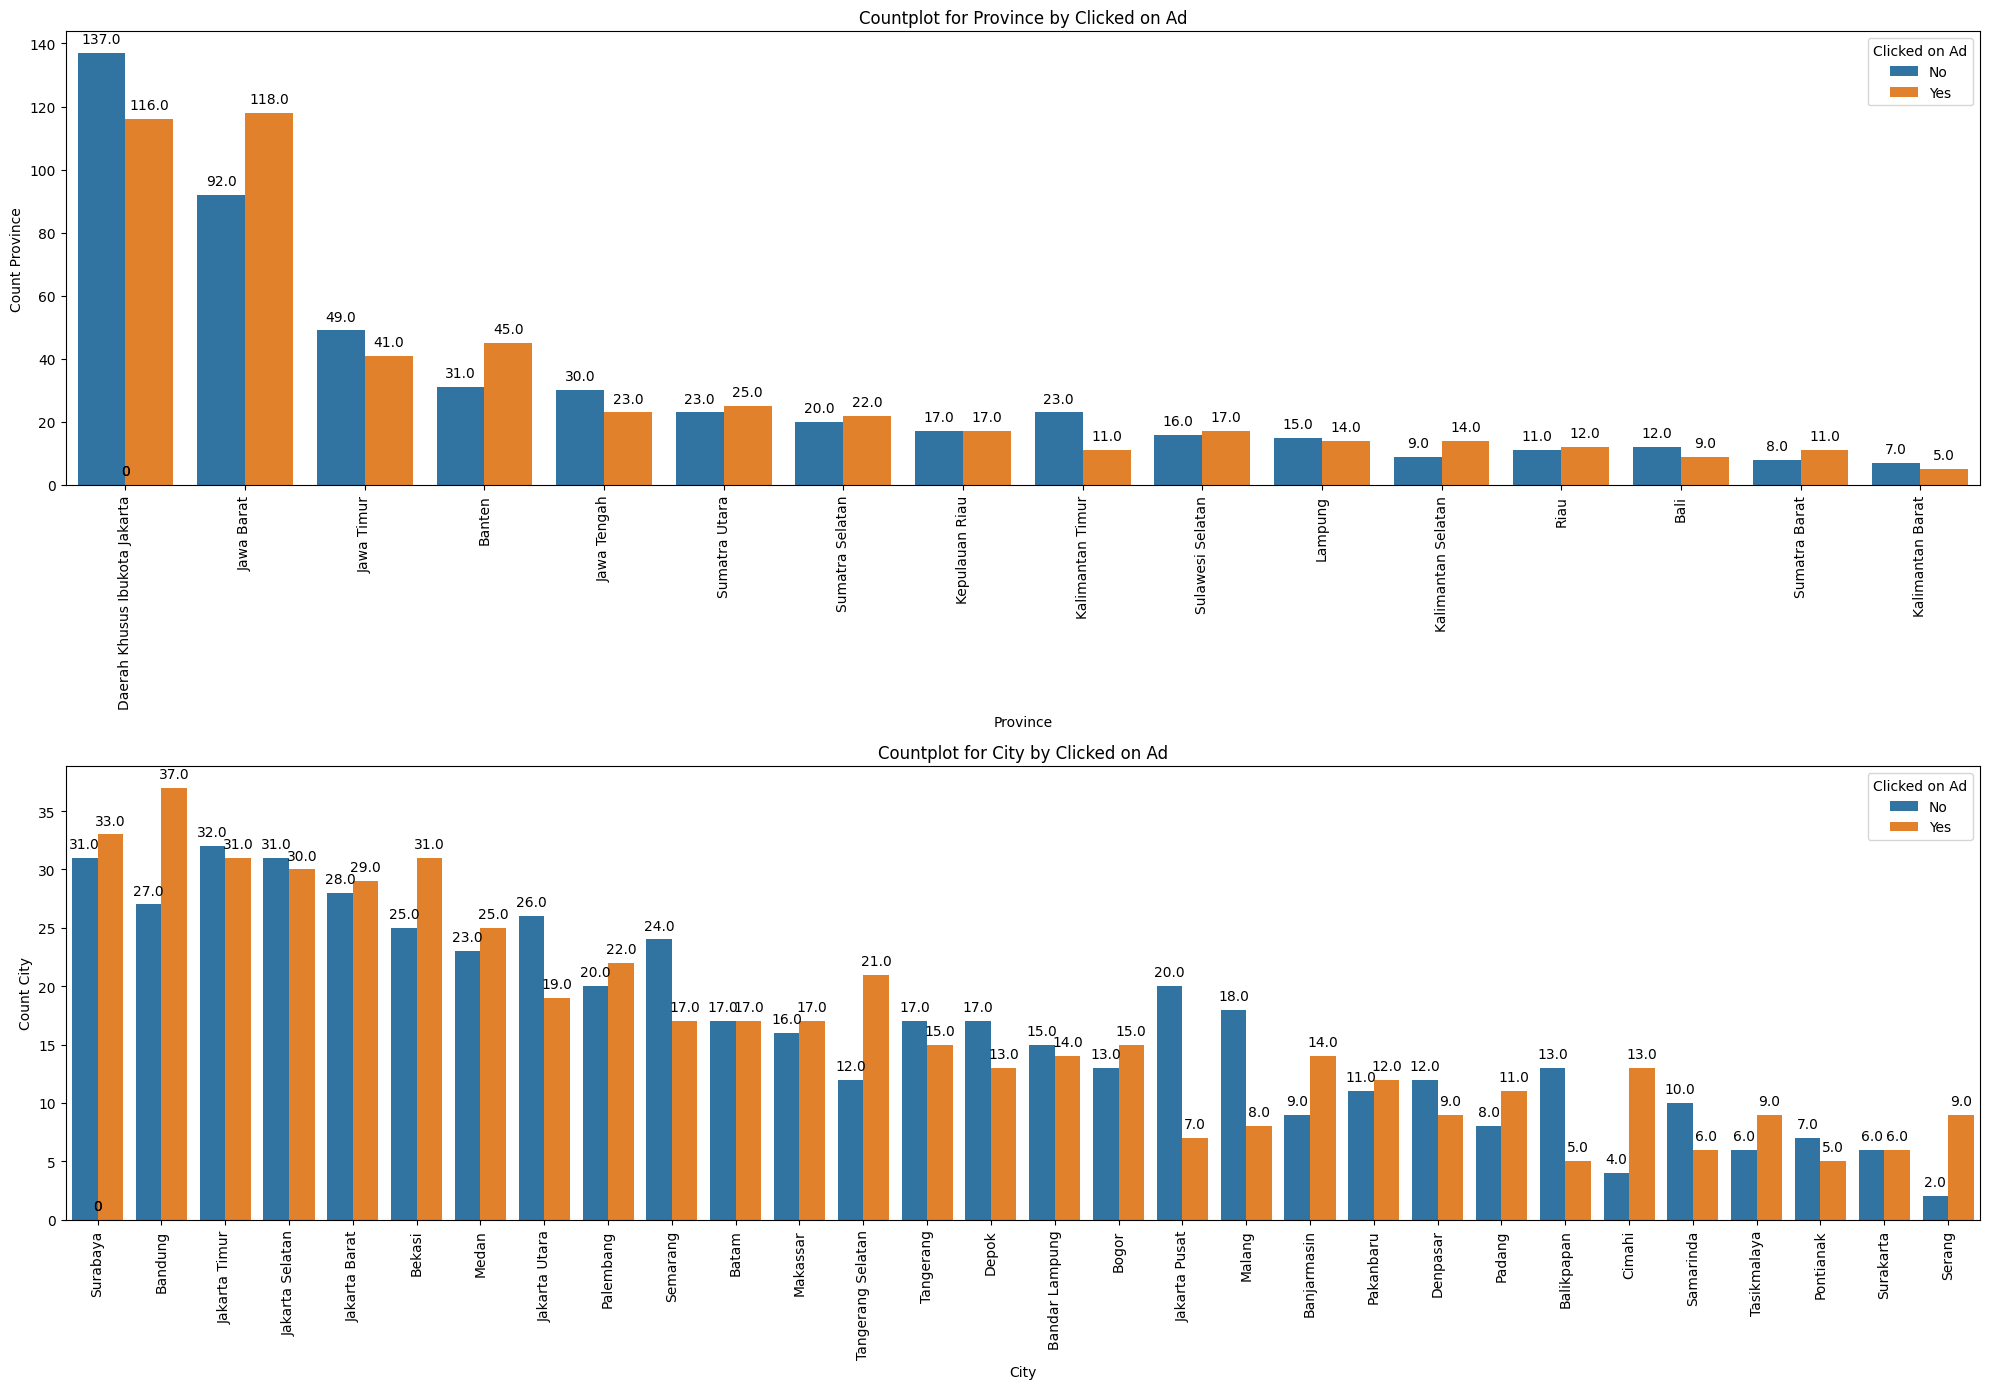 Countplot for Province by Clicked on Ad
Clicked on Ad
No
Yes
Count Province
140
120
100
80
60
40
20
0
137.0 116.0 92.0 118.0 49.0 41.0 31.0 45.0 30.0 23.0 23.0 25.0 20.0 22.0 17.0 17.0 23.0 11.0 16.0 17.0 15.0 14.0 9.0 14.0 11.0 12.0 12.0 9.0 8.0 11.0 7.0 5.0
0
Daerah Khusus Ibukota Jakarta
Jawa Barat
Jawa Timur
Banten
Jawa Tengah
Sumatra Utara
Sumatra Selatan
Kepulauan Riau
Kalimantan Timur
Sulawesi Selatan
Lampung
Kalimantan Selatan
Riau
Bali
Sumatra Barat
Kalimantan Barat
Province
Countplot for City by Clicked on Ad
Clicked on Ad
No
Yes
Count City
35
30
25
20
15
10
5
0
31.0 33.0 27.0 37.0 32.0 31.0 31.0 30.0 28.0 29.0 25.0 31.0 23.0 25.0 26.0 19.0 20.0 22.0 24.0 17.0 17.0 17.0 16.0 17.0 12.0 21.0 17.0 15.0 17.0 13.0 15.0 14.0 13.0 15.0 20.0 7.0 18.0 8.0 9.0 14.0 11.0 12.0 12.0 9.0 8.0 11.0 13.0 5.0 4.0 13.0 10.0 6.0 6.0 9.0 7.0 5.0 6.0 6.0 2.0 9.0
0
Surabaya
Bandung
Jakarta Timur
Jakarta Selatan
Jakarta Barat
Bekasi
Medan
Jakarta Utara
Palembang
Semarang
Batam
Makassar
Tangerang Selatan
Tangerang
Depok
Bandar Lampung
Bogor
Jakarta Pusat
Malang
Banjarmasin
Pakanbaru
Denpasar
Padang
Balikpapan
Cimahi
Samarinda
Tasikmalaya
Pontianak
Surakarta
Serang
City